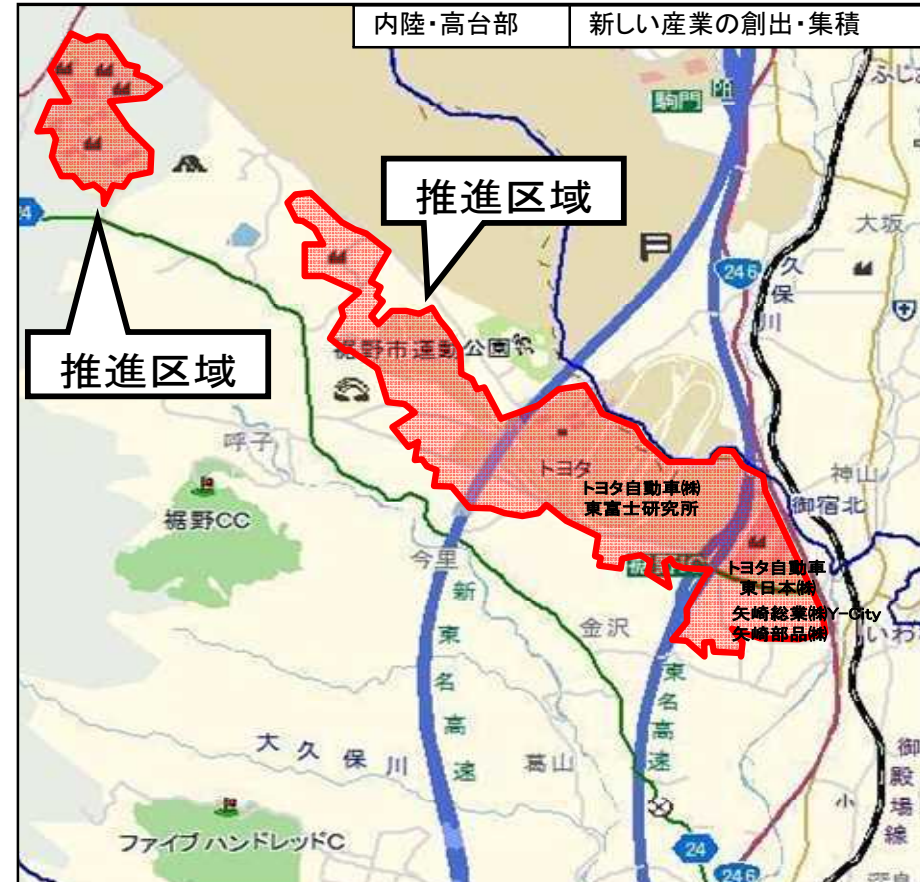 内陸・高台部 新しい産業の創出・集積
駒門 PA
推進区域
大坂
246
久保川
推進区域
裾野市運動公園
呼子
トヨタ
トヨタ自動車㈱
東富士研究所
神山
御宿北
裾野CC
今里
トヨタ自動車
東日本㈱
矢崎総業㈱Y-City
矢崎部品㈱
いわ
金沢
新東名高速
東名高速
大久保川
葛山
御殿場線
小
ファイブハンドレッドC
24
246